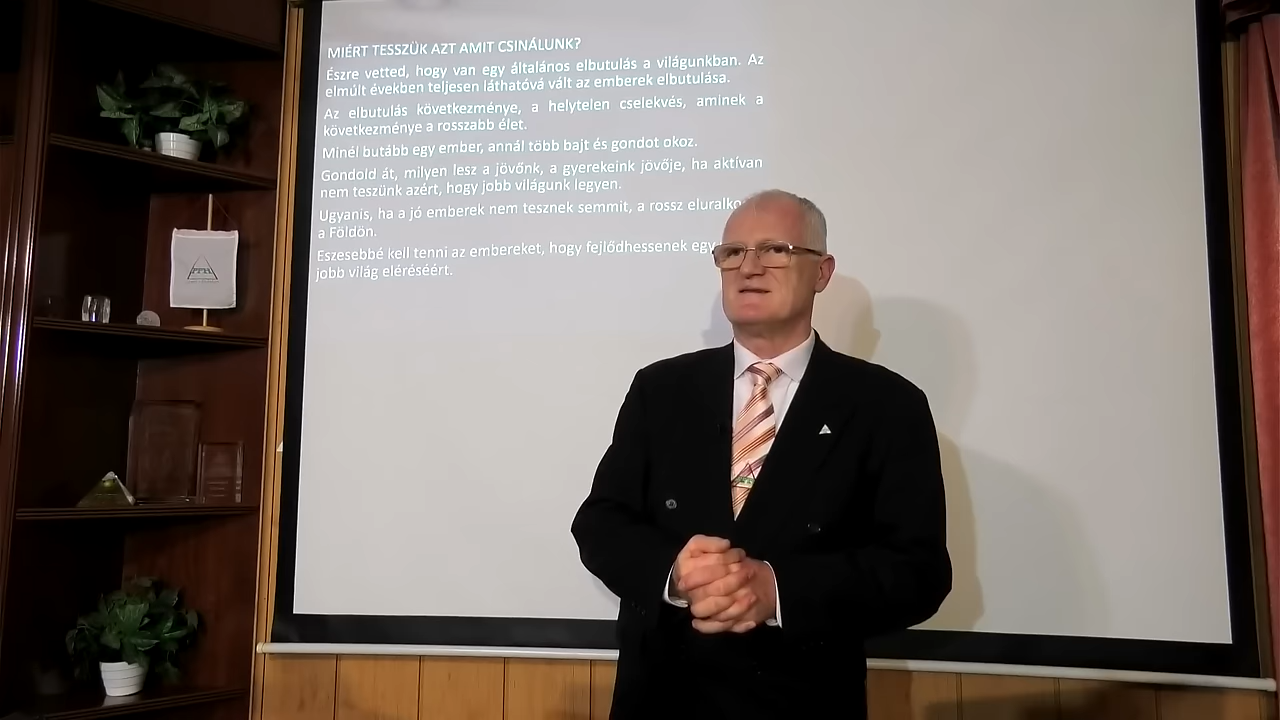 MIÉRT TESSZÜK AZT AMIT CSINÁLUNK?
Észre vetted, hogy van egy általános elbutulás a világunkban. Az
elmúlt években teljesen láthatóvá vált az emberek elbutulása.
Az elbutulás következménye, a helytelen cselekvés, aminek a
következménye a rosszabb élet.
Minél butább egy ember, annál több bajt és gondot okoz.
Gondold át, milyen lesz a jövőnk, a gyerekeink jövője, ha aktívan
nem teszünk azért, hogy jobb világunk legyen.
Ugyanis, ha a jó emberek nem tesznek semmit, a rossz eluralko
a Földön.
Eszesebbé kell tenni az embereket, hogy fejlődhessenek egy
jobb világ eléréséért.